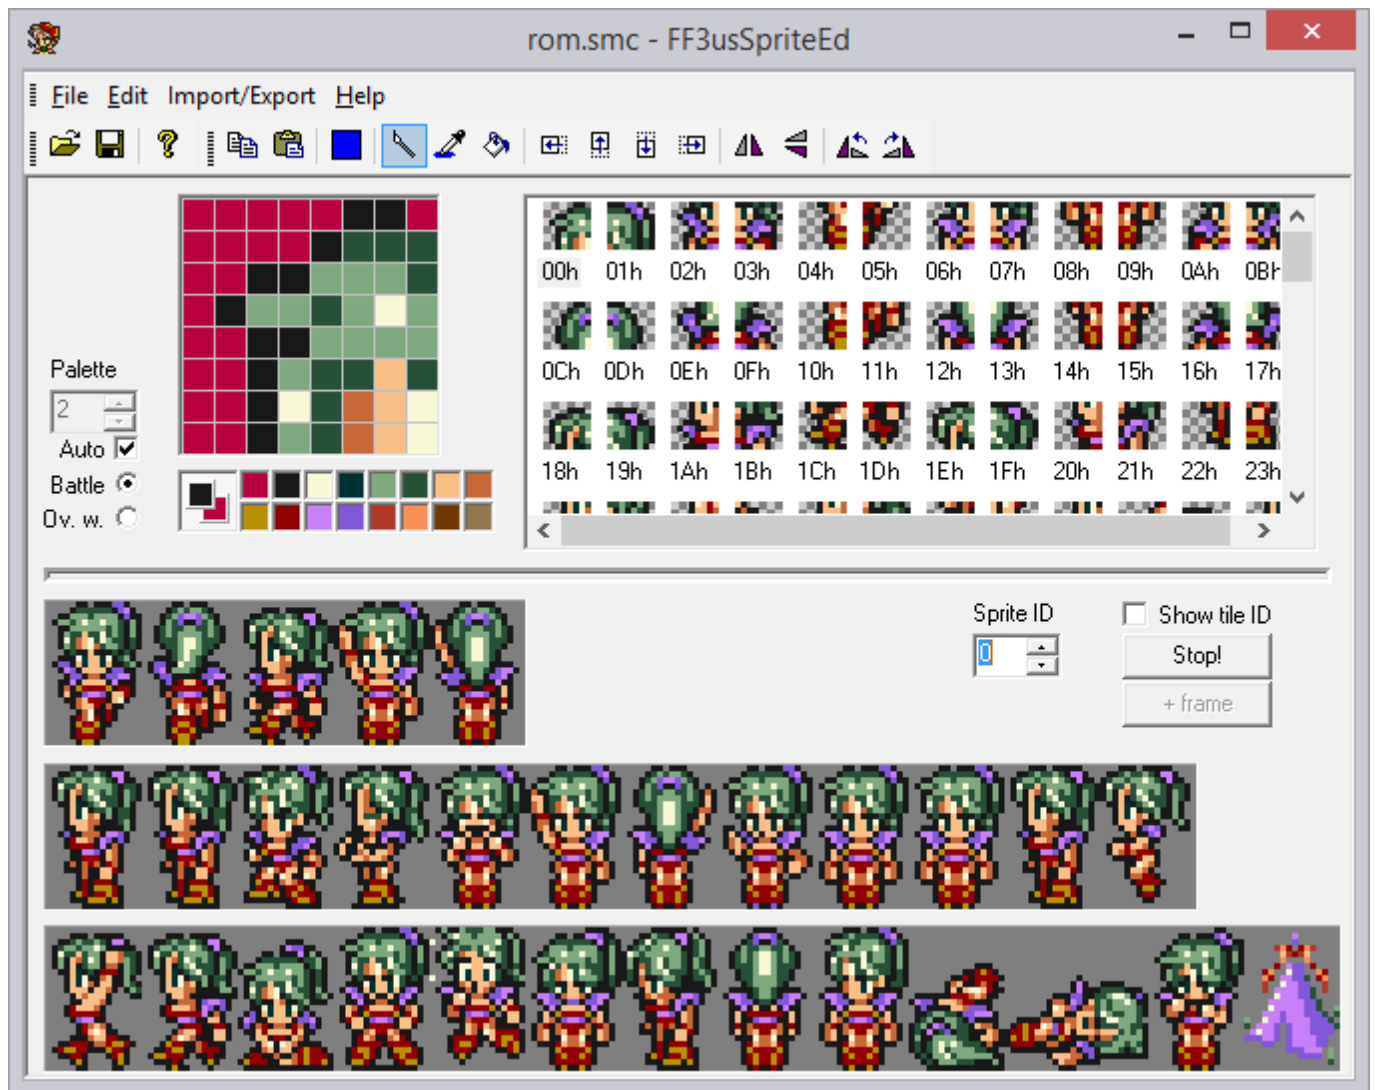 rom.smc - FF3usSpriteEd
File Edit Import/Export Help
00h 01h 02h 03h 04h 05h 06h 07h 08h 09h 0Ah 0Bh
0Ch 0Dh 0Eh 0Fh 10h 11h 12h 13h 14h 15h 16h 17h
18h 19h 1Ah 1Bh 1Ch 1Dh 1Eh 1Fh 20h 21h 22h 23h
Palette
2
Auto
Battle
Ov. w.
Sprite ID
0
Show tile ID
Stop!
+ frame